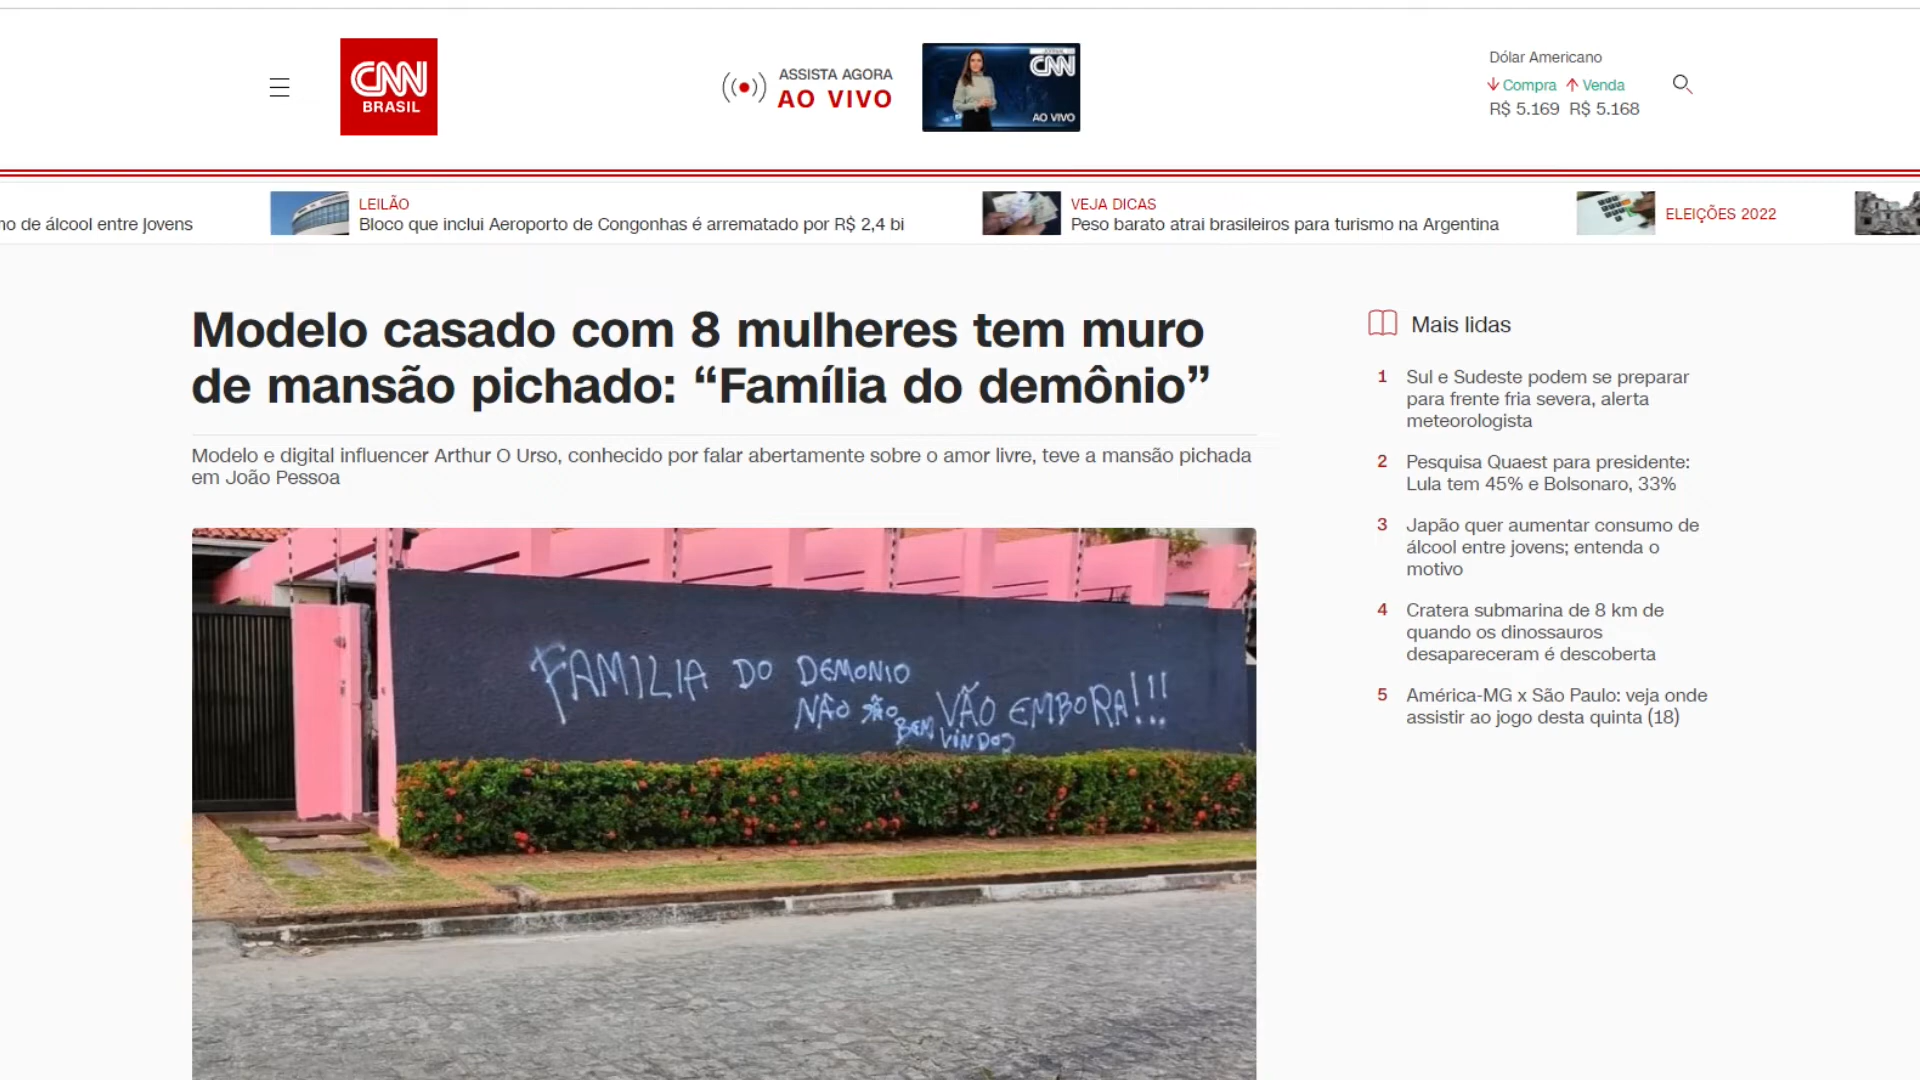 CNN
BRASIL
ASSISTA AGORA
AO VIVO
CNN
AO VIVO
Dólar Americano
Compra Venda
R$ 5.169 R$ 5.168
mo de álcool entre jovens
LEILÃO
Bloco que inclui Aeroporto de Congonhas é arrematado por R$ 2,4 bi
VEJA DICAS
Peso barato atrai brasileiros para turismo na Argentina
ELEIÇÕES 2022
Modelo casado com 8 mulheres tem muro
de mansão pichado: “Família do demônio”
Modelo e digital influencer Arthur O Urso, conhecido por falar abertamente sobre o amor livre, teve a mansão pichada
em João Pessoa
FAMILIA DO DEMONIO
NÃO SÃO
BEM
VINDOS
VÃO EMBORA!!!
Mais lidas
1 Sul e Sudeste podem se preparar
para frente fria severa, alerta
meteorologista
2 Pesquisa Quaest para presidente:
Lula tem 45% e Bolsonaro, 33%
3 Japão quer aumentar consumo de
álcool entre jovens; entenda o
motivo
4 Cratera submarina de 8 km de
quando os dinossauros
desapareceram é descoberta
5 América-MG x São Paulo: veja onde
assistir ao jogo desta quinta (18)